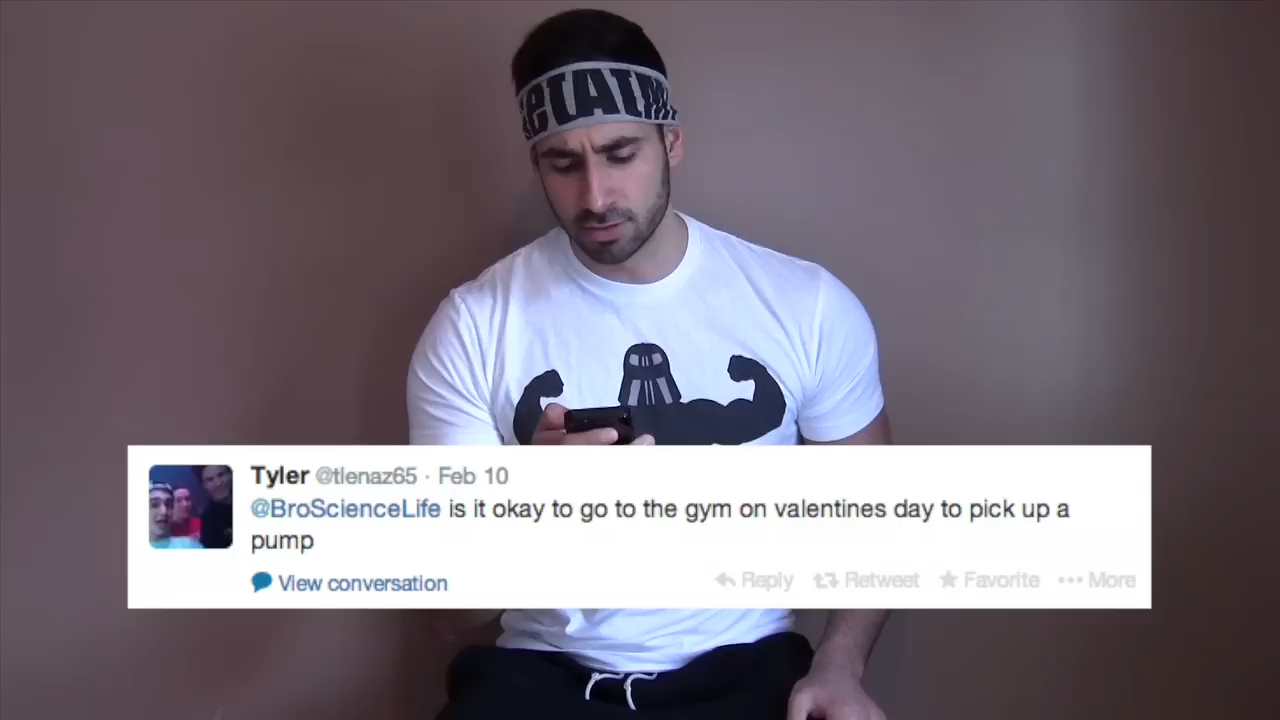 Tyler @tlenaz65 · Feb 10
@BroScienceLife is it okay to go to the gym on valentines day to pick up a
pump
View conversation Reply Retweet Favorite More